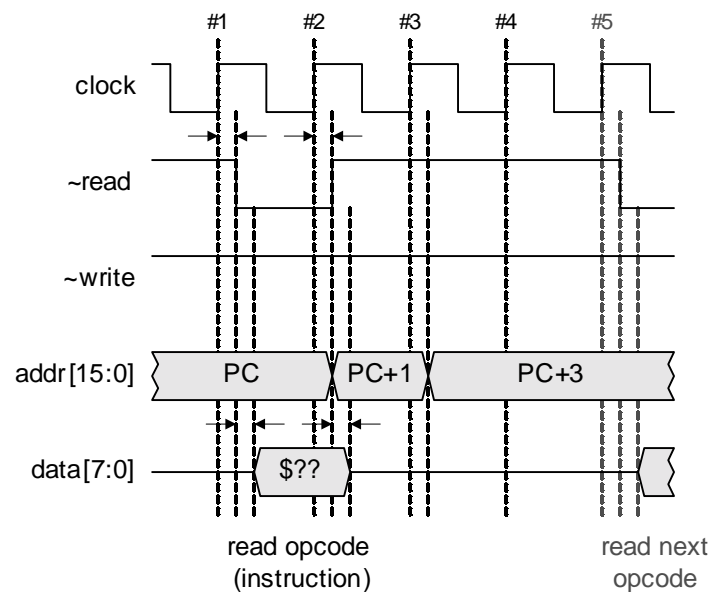 #1 #2 #3 #4 #5
clock
~read
~write
addr[15:0] PC PC+1 PC+3
data[7:0] $??
read opcode read next
(instruction) opcode